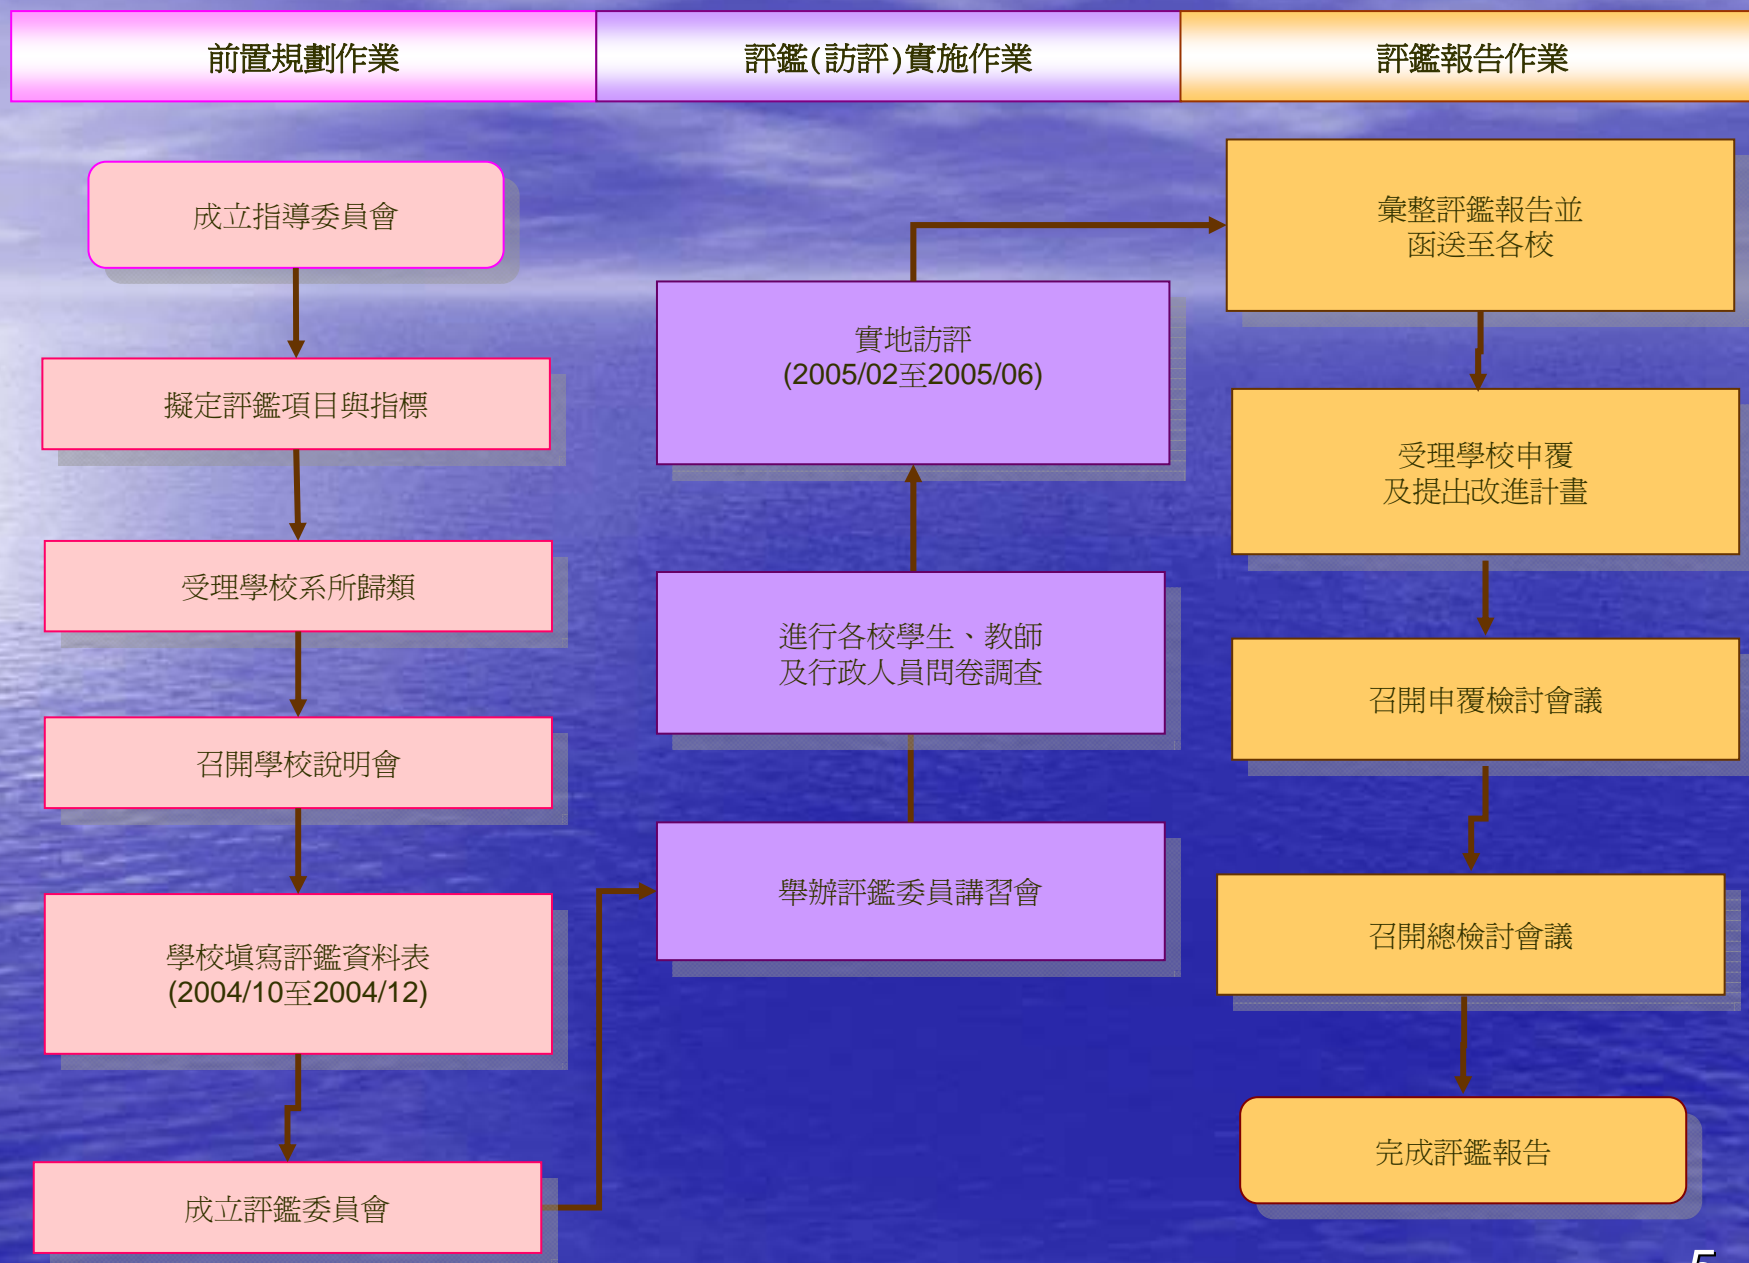 前置規劃作業
評鑑(訪評)實施作業
評鑑報告作業
成立指導委員會
擬定評鑑項目與指標
受理學校系所歸類
召開學校說明會
學校填寫評鑑資料表
(2004/10至2004/12)
成立評鑑委員會
實地訪評
(2005/02至2005/06)
進行各校學生、教師
及行政人員問卷調查
舉辦評鑑委員講習會
彙整評鑑報告並
函送至各校
受理學校申覆
及提出改進計畫
召開申覆檢討會議
召開總檢討會議
完成評鑑報告
5